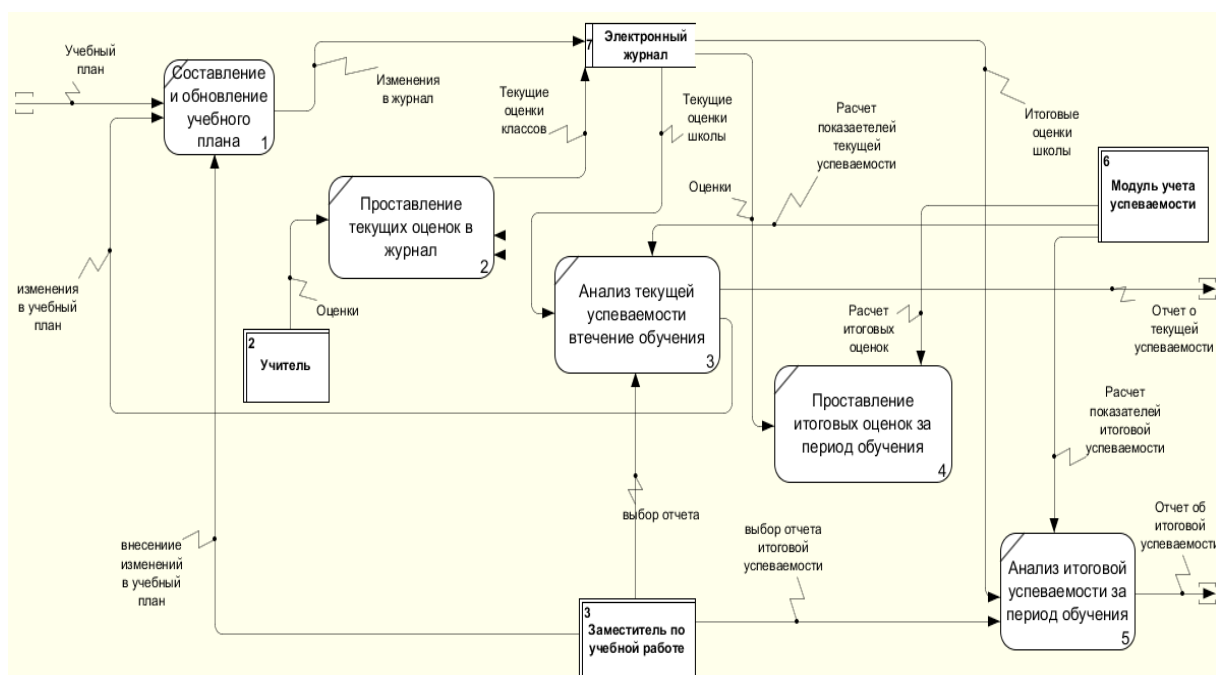 Учебный
план
Составление
и обновление
учебного
плана
1
Изменения
в журнал
7
Электронный
журнал
Текущие
оценки
классов
Текущие
оценки
школы
Расчет
показаетелей
текущей
успеваемости
Итоговые
оценки
школы
6
Модуль учета
успеваемости
Проставление
текущих оценок в
журнал
2
Оценки
изменения
в учебный
план
Оценки
2
Учитель
Анализ текущей
успеваемости
втечение обучения
3
Расчет
итоговых
оценок
Отчет о
текущей
успеваемости
Проставление
итоговых оценок за
период обучения
4
Расчет
показателей
итоговой
успеваемости
выбор отчета
выбор отчета
итоговой
успеваемости
Отчет об
итоговой
успеваемости
внесениие
изменений
в учебный
план
Анализ итоговой
успеваемости за
период обучения
5
3
Заместитель по
учебной работе